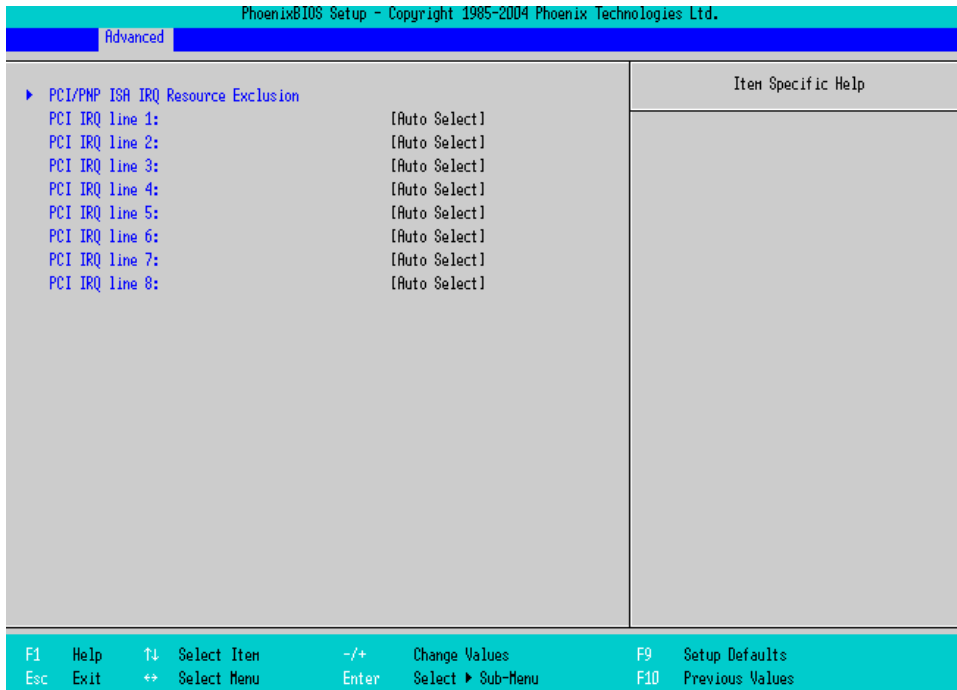 PhoenixBIOS Setup - Copyright 1985-2004 Phoenix Technologies Ltd.
Advanced
Item Specific Help
▶ PCI/PNP ISA IRQ Resource Exclusion
PCI IRQ line 1: [Auto Select]
PCI IRQ line 2: [Auto Select]
PCI IRQ line 3: [Auto Select]
PCI IRQ line 4: [Auto Select]
PCI IRQ line 5: [Auto Select]
PCI IRQ line 6: [Auto Select]
PCI IRQ line 7: [Auto Select]
PCI IRQ line 8: [Auto Select]
F1 Help ↑↓ Select Item -/+ Change Values F9 Setup Defaults
Esc Exit ↔ Select Menu Enter Select ▶ Sub-Menu F10 Previous Values